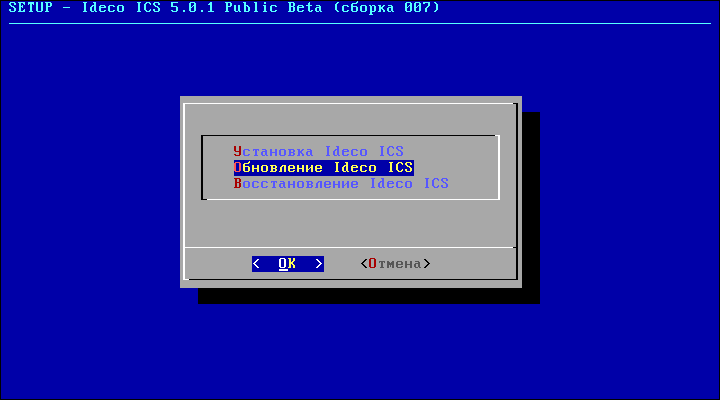 SETUP - Ideco ICS 5.0.1 Public Beta (сборка 007)
Установка Ideco ICS
Обновление Ideco ICS
Восстановление Ideco ICS
< OK > <Отмена>